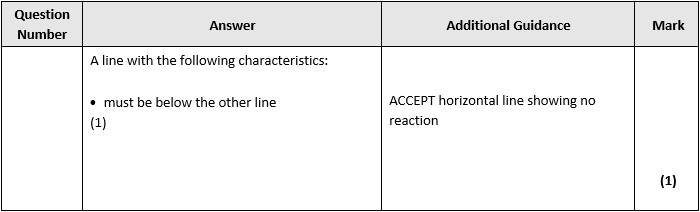 Question
Number
Answer
Additional Guidance
Mark
A line with the following characteristics:
• must be below the other line
(1)
ACCEPT horizontal line showing no
reaction
(1)